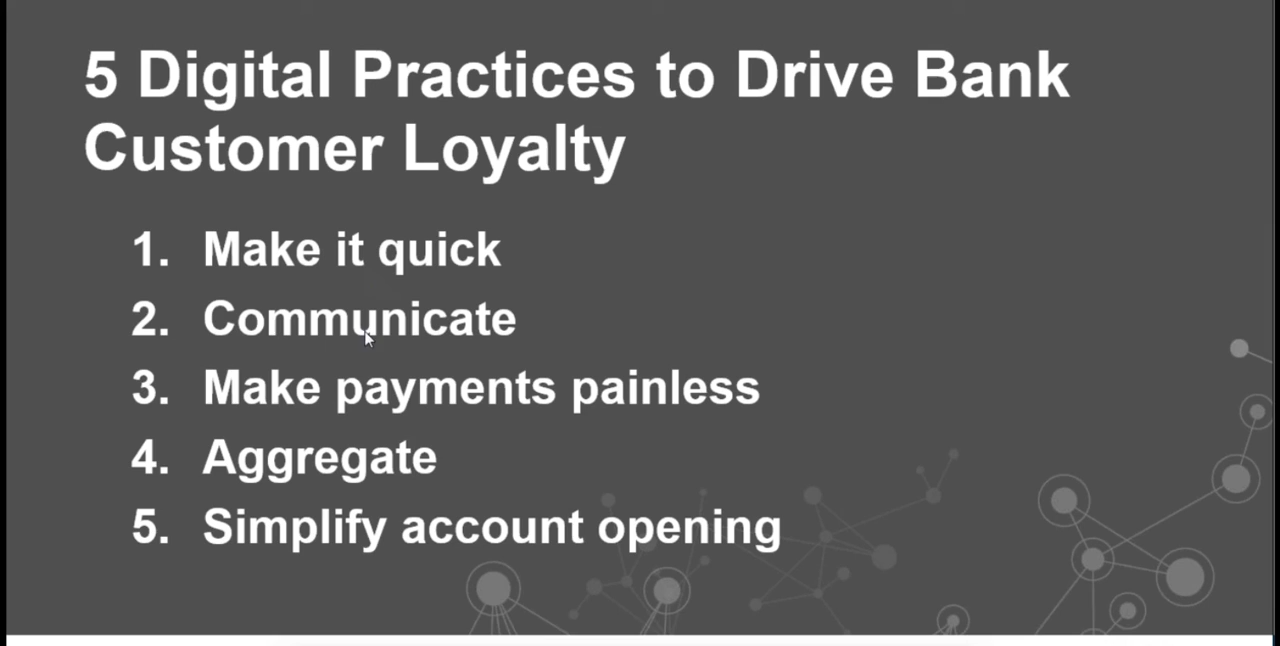 5 Digital Practices to Drive Bank
Customer Loyalty
1. Make it quick
2. Communicate
3. Make payments painless
4. Aggregate
5. Simplify account opening